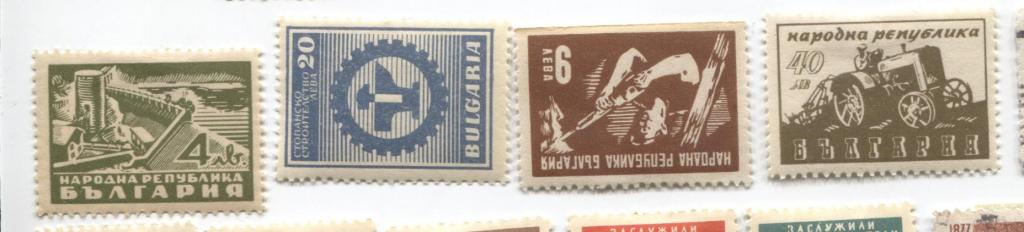 4 лв.
НАРОДНА РЕПУБЛИКА
БЪЛГАРИЯ
СТОПАНСКО
СТРОИТЕЛСТВО
20
ЛЕВА
BULGARIA
9
ЛЕВА
НАРОДНА РЕПУБЛИКА БЪЛГАРИЯ
народна република
40
лв
БЪЛГАРИЯ
ЗАСЛУЖИЛИ
ЗАСЛУЖИЛИ
1877